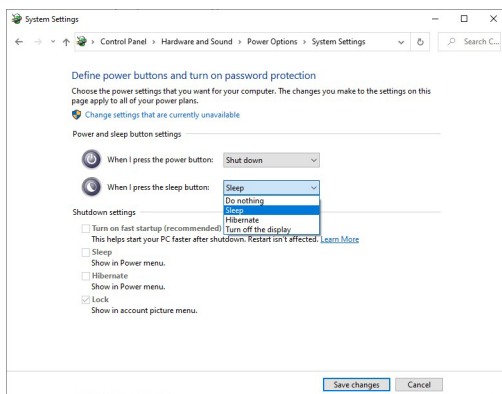 System Settings
Control Panel > Hardware and Sound > Power Options > System Settings
Search C...
Define power buttons and turn on password protection
Choose the power settings that you want for your computer. The changes you make to the settings on this
page apply to all of your power plans.
Change settings that are currently unavailable
Power and sleep button settings
When I press the power button: Shut down
When I press the sleep button: Sleep
Do nothing
Sleep
Hibernate
Turn off the display
Shutdown settings
Turn on fast startup (recommended)
This helps start your PC faster after shutdown. Restart isn't affected. Learn More
Sleep
Show in Power menu.
Hibernate
Show in Power menu.
Lock
Show in account picture menu.
Save changes Cancel